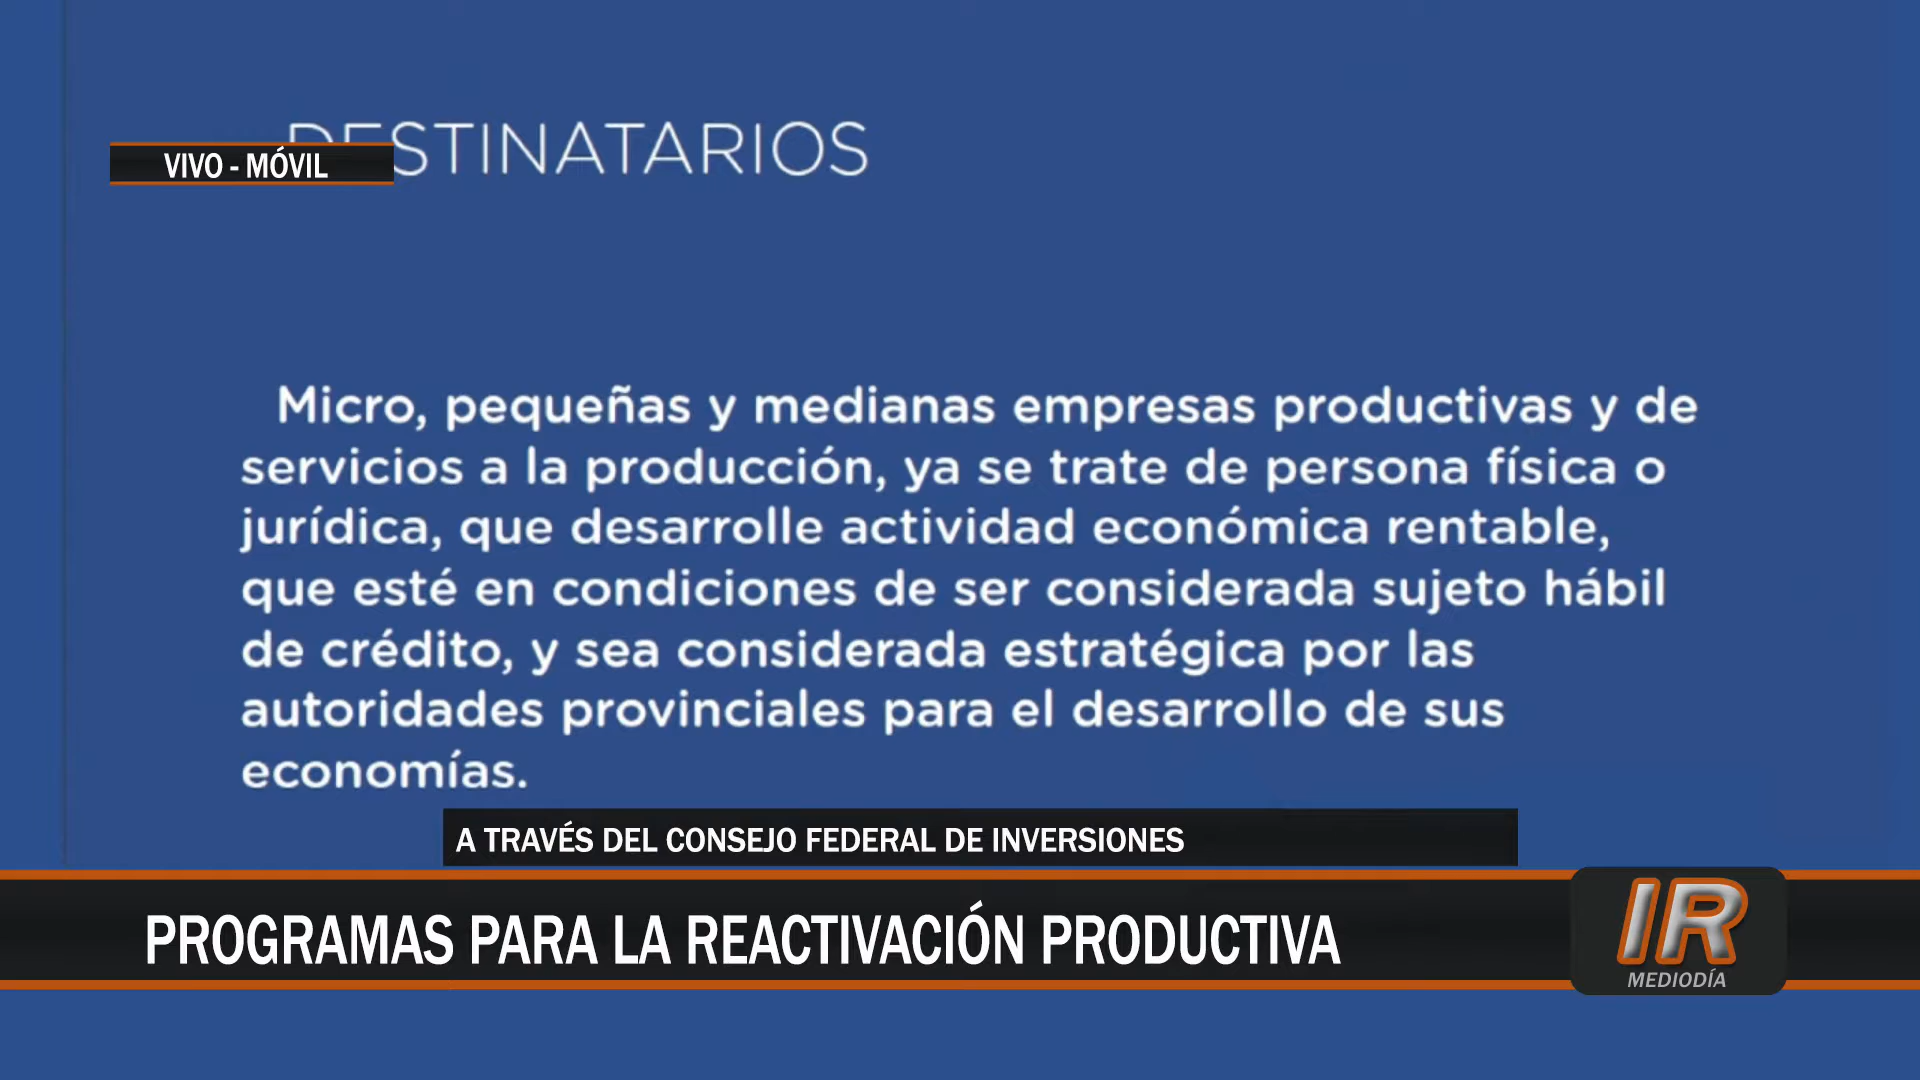 DESTINATARIOS
VIVO - MÓVIL
Micro, pequeñas y medianas empresas productivas y de
servicios a la producción, ya se trate de persona física o
jurídica, que desarrolle actividad económica rentable,
que esté en condiciones de ser considerada sujeto hábil
de crédito, y sea considerada estratégica por las
autoridades provinciales para el desarrollo de sus
economías.
A TRAVÉS DEL CONSEJO FEDERAL DE INVERSIONES
PROGRAMAS PARA LA REACTIVACIÓN PRODUCTIVA
IR
MEDIODÍA